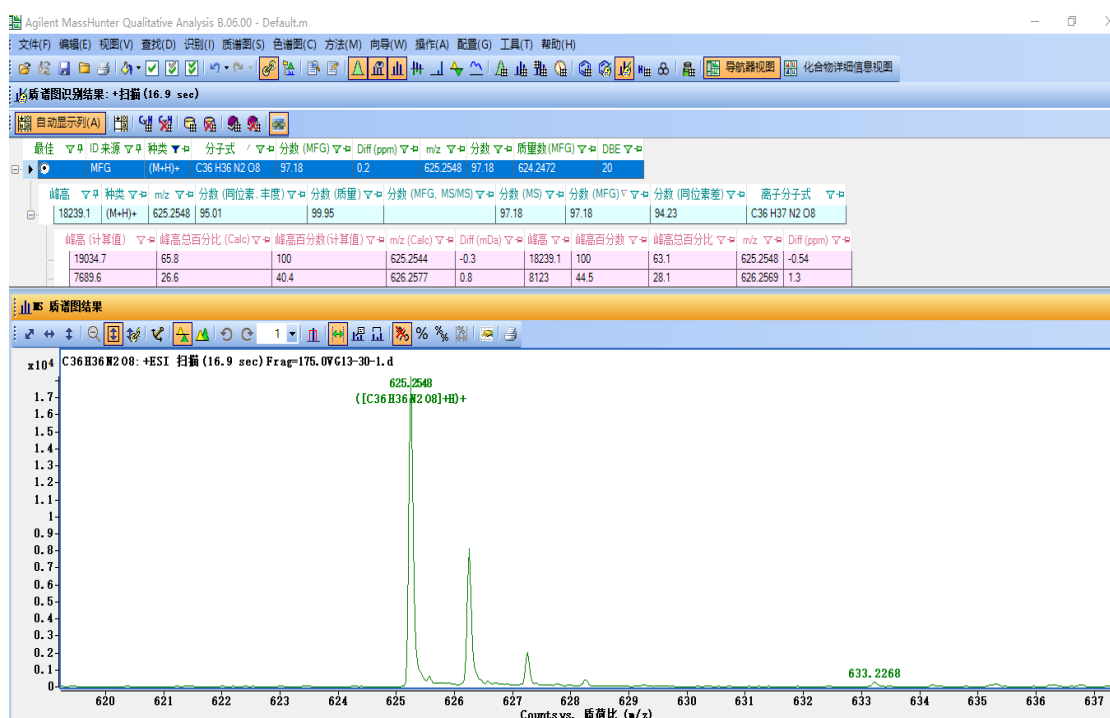 Agilent MassHunter Qualitative Analysis B.06.00 - Default.m
文件(F) 编辑(E) 视图(V) 查找(D) 识别(I) 质谱图(S) 色谱图(C) 方法(M) 向导(W) 操作(A) 配置(G) 工具(T) 帮助(H)
导航器视图 化合物详细信息视图
质谱图识别结果: +扫描(16.9 sec)
自动显示列(A)
最佳 ID来源 种类 分子式 分数 (MFG) Diff (ppm) m/z 分数 质量数(MFG) DBE
MFG (M+H)+ C36 H36 N2 O8 97.18 0.2 625.2548 97.18 624.2472 20
峰高 种类 m/z 分数 (同位素.丰度) 分数 (质量) 分数 (MFG, MS/MS) 分数 (MS) 分数 (MFG) 分数 (同位素差) 离子分子式
18239.1 (M+H)+ 625.2548 95.01 99.95 97.18 97.18 94.23 C36 H37 N2 O8
峰高 (计算值) 峰高总百分比 (Calc) 峰高百分数(计算值) m/z (Calc) Diff (mDa) 峰高 峰高百分数 峰高总百分比 m/z Diff (ppm)
19034.7 65.8 100 625.2544 -0.3 18239.1 100 63.1 625.2548 -0.54
7689.6 26.6 40.4 626.2577 0.8 8123 44.5 28.1 626.2569 1.3
MS 质谱图结果
1
x10⁴ C36H36N2O8: +ESI 扫描(16.9 sec)Frag=175.0VG13-30-1.d
625.2548
([C36H36N2O8]+H)+
1.7
1.6
1.5
1.4
1.3
1.2
1.1
1
0.9
0.8
0.7
0.6
0.5
0.4
0.3
0.2
0.1
0
633.2268
620 621 622 623 624 625 626 627 628 629 630 631 632 633 634 635 636 637
Counts vs. 质荷比 (m/z)